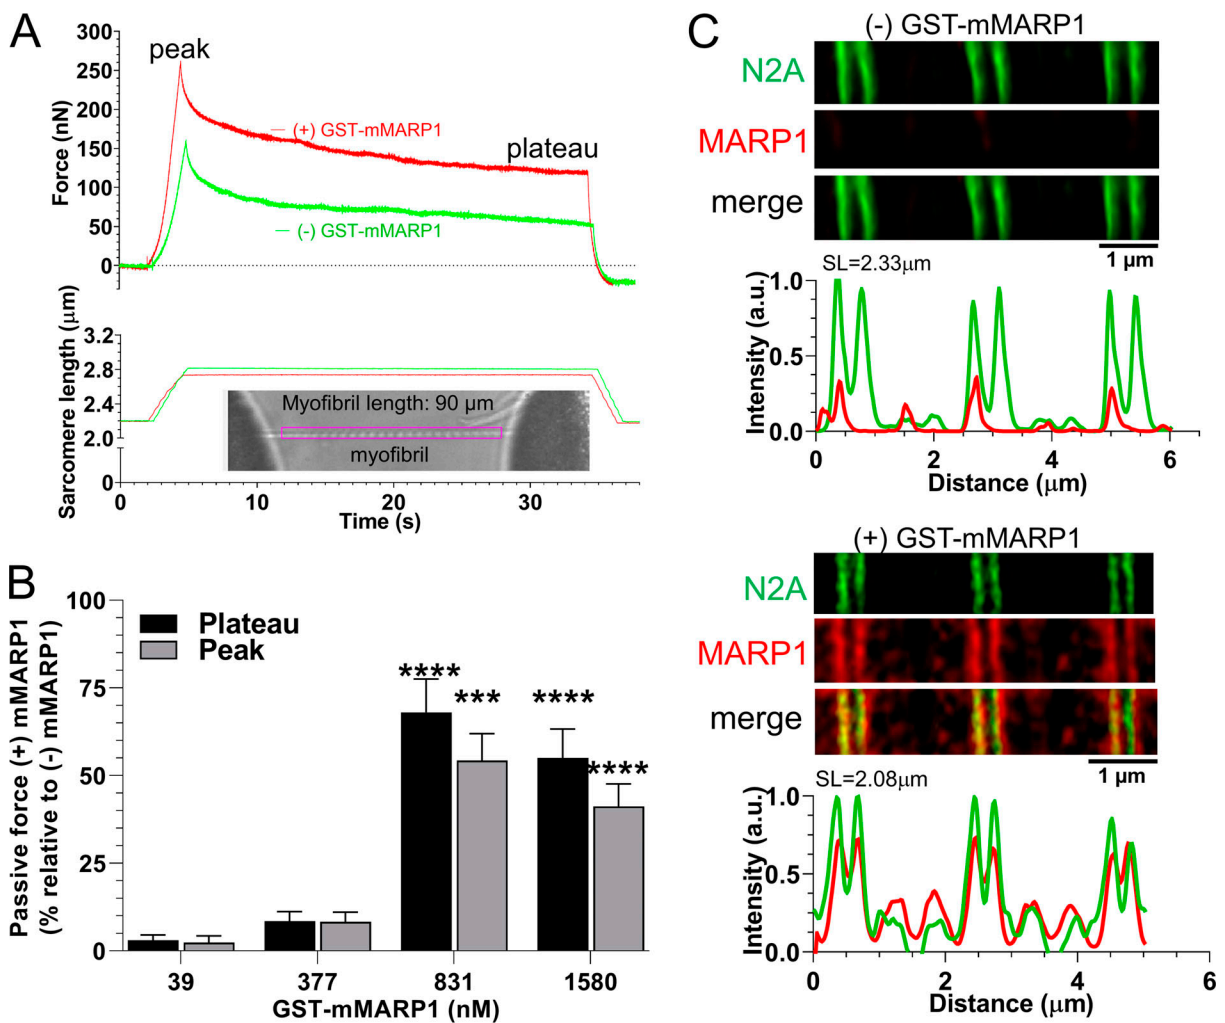 A
Force (nN)
300
250
200
150
100
50
0
peak
(+) GST-mMARP1
plateau
(-) GST-mMARP1
Sarcomere length (μm)
3.2
2.8
2.4
2.0
0
Myofibril length: 90 μm
myofibril
0 10 20 30
Time (s)
B
Passive force (+) mMARP1
(% relative to (-) mMARP1)
100
75
50
25
0
Plateau
Peak
**** *** **** ****
39 377 831 1580
GST-mMARP1 (nM)
C
(-) GST-mMARP1
N2A
MARP1
merge
1 μm
SL=2.33μm
Intensity (a.u.)
1.0
0.5
0.0
0 2 4 6
Distance (μm)
(+) GST-mMARP1
N2A
MARP1
merge
1 μm
SL=2.08μm
Intensity (a.u.)
1.0
0.5
0.0
0 2 4 6
Distance (μm)